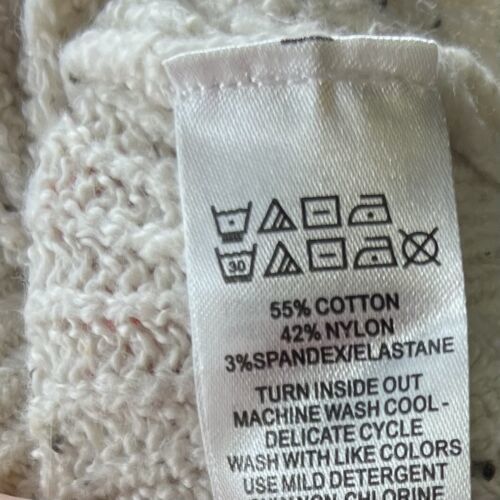 30
55% COTTON
42% NYLON
3%SPANDEX/ELASTANE
TURN INSIDE OUT
MACHINE WASH COOL -
DELICATE CYCLE
WASH WITH LIKE COLORS
USE MILD DETERGENT